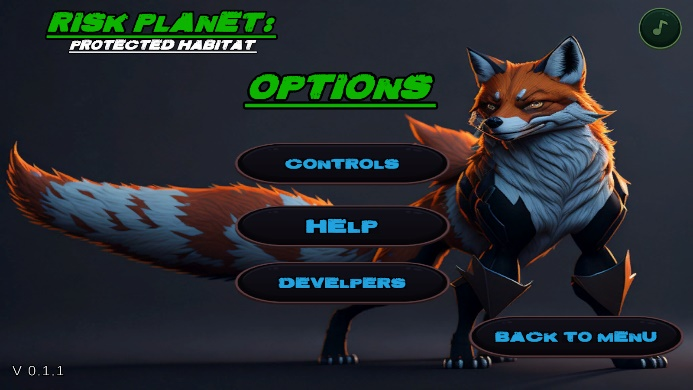 RISK PLANET:
PROTECTED HABITAT
OPTIONS
CONTROLS
HELP
DEVELPERS
BACK TO MENU
V 0.1.1